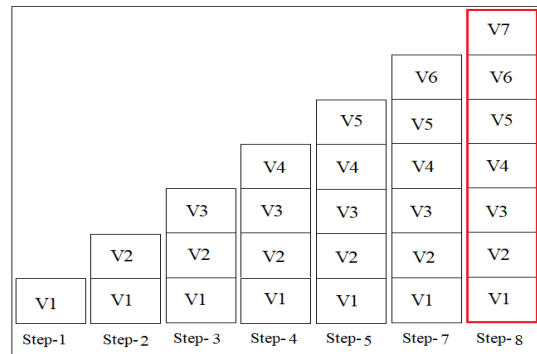 V7
V6 V6
V5 V5 V5
V4 V4 V4 V4
V3 V3 V3 V3 V3
V2 V2 V2 V2 V2 V2
V1 V1 V1 V1 V1 V1 V1
Step-1 Step-2 Step- 3 Step-4 Step-5 Step-7 Step-8